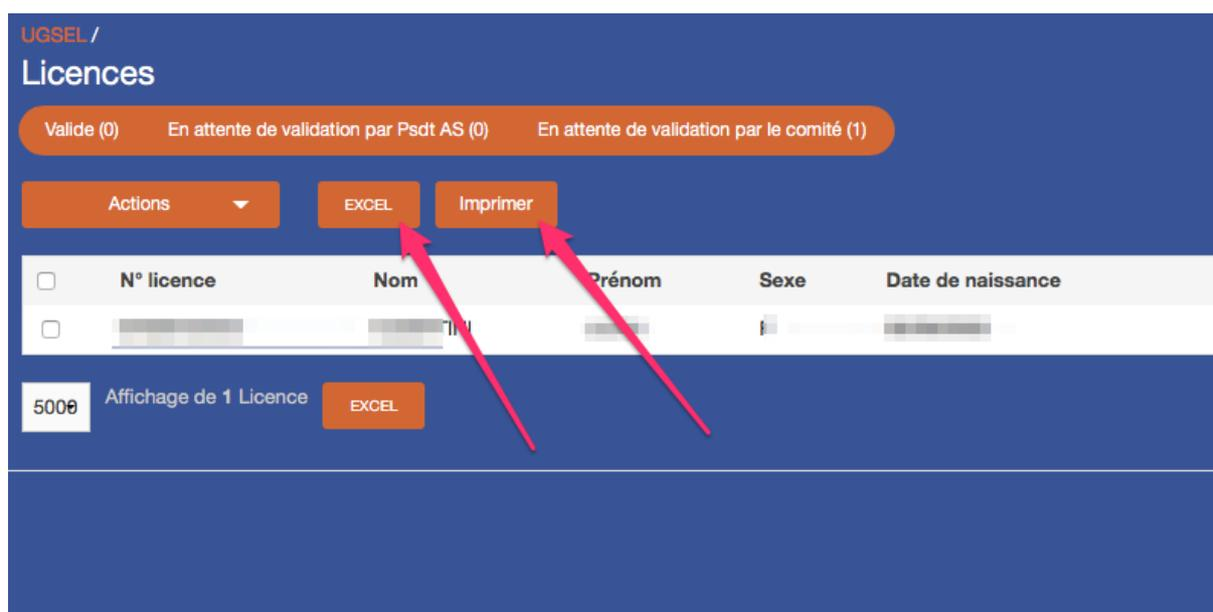 UGSEL /
Licences
Valide (0) En attente de validation par Psdt AS (0) En attente de validation par le comité (1)
Actions EXCEL Imprimer
N° licence Nom Prénom Sexe Date de naissance
Affichage de 1 Licence EXCEL